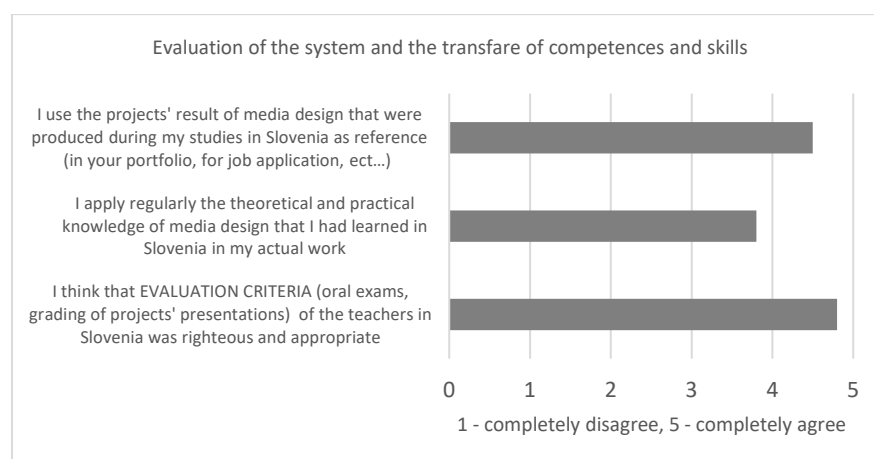 Evaluation of the system and the transfare of competences and skills
I use the projects' result of media design that were
produced during my studies in Slovenia as reference
(in your portfolio, for job application, ect...)
I apply regularly the theoretical and practical
knowledge of media design that I had learned in
Slovenia in my actual work
I think that EVALUATION CRITERIA (oral exams,
grading of projects' presentations) of the teachers in
Slovenia was righteous and appropriate
0 1 2 3 4 5
1 - completely disagree, 5 - completely agree